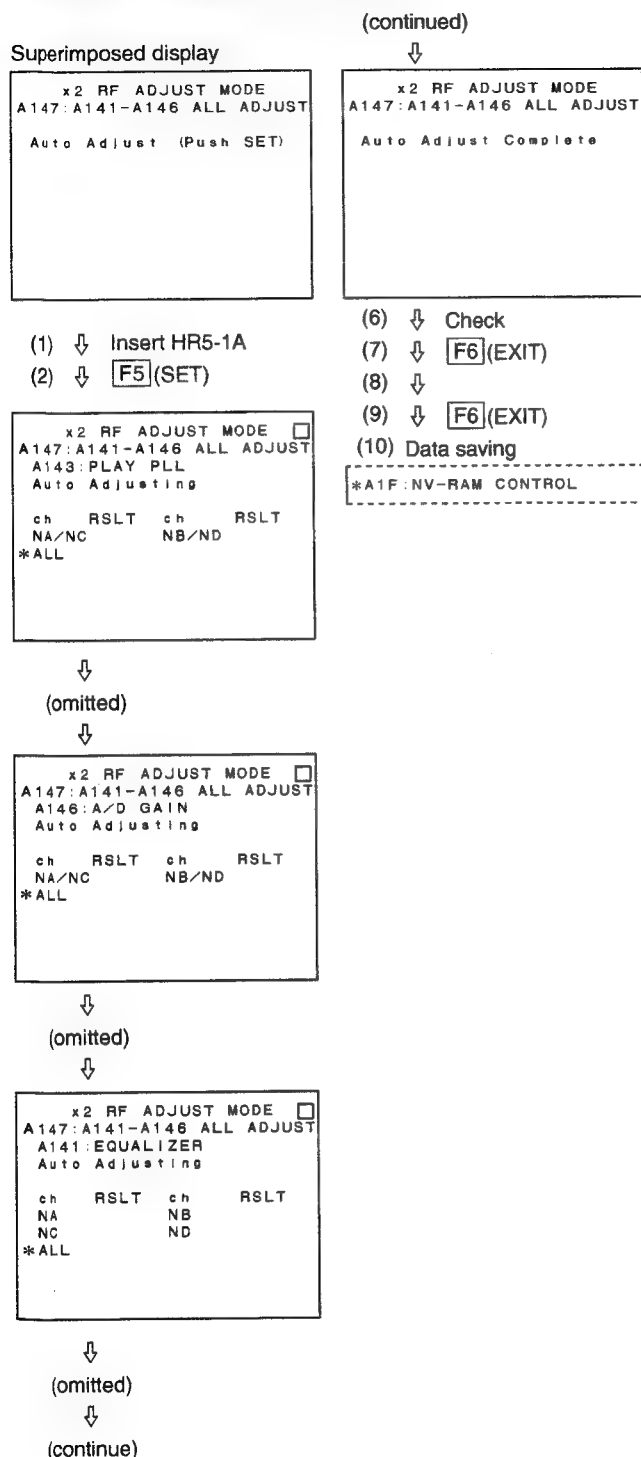 Superimposed display
x2 RF ADJUST MODE
A147:A141-A146 ALL ADJUST
Auto Adjust (Push SET)
(1) ⇩ Insert HR5-1A
(2) ⇩ F5 (SET)
x2 RF ADJUST MODE □
A147:A141-A146 ALL ADJUST
A143:PLAY PLL
Auto Adjusting
ch RSLT ch RSLT
NA/NC NB/ND
*ALL
⇩
(omitted)
⇩
x2 RF ADJUST MODE □
A147:A141-A146 ALL ADJUST
A146:A/D GAIN
Auto Adjusting
ch RSLT ch RSLT
NA/NC NB/ND
*ALL
⇩
(omitted)
⇩
x2 RF ADJUST MODE □
A147:A141-A146 ALL ADJUST
A141:EQUALIZER
Auto Adjusting
ch RSLT ch RSLT
NA NB
NC ND
*ALL
⇩
(omitted)
⇩
(continue)
(continued)
⇩
x2 RF ADJUST MODE
A147:A141-A146 ALL ADJUST
Auto Adjust Complete
(6) ⇩ Check
(7) ⇩ F6 (EXIT)
(8) ⇩
(9) ⇩ F6 (EXIT)
(10) Data saving
*A1F:NV-RAM CONTROL